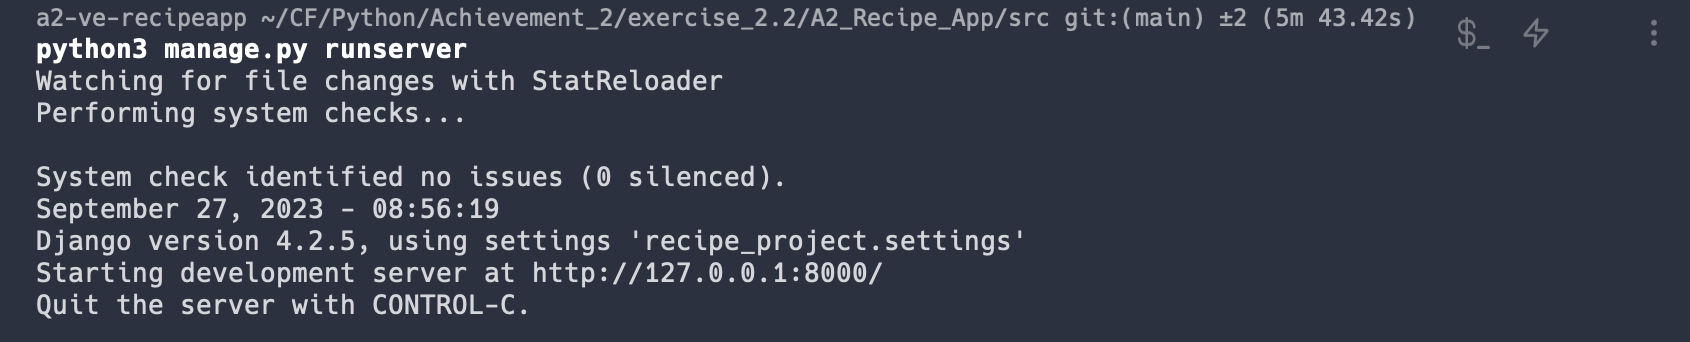 a2-ve-recipeapp ~/CF/Python/Achievement_2/exercise_2.2/A2_Recipe_App/src git:(main) ±2 (5m 43.42s)
$_
python3 manage.py runserver
Watching for file changes with StatReloader
Performing system checks...
System check identified no issues (0 silenced).
September 27, 2023 - 08:56:19
Django version 4.2.5, using settings 'recipe_project.settings'
Starting development server at http://127.0.0.1:8000/
Quit the server with CONTROL-C.